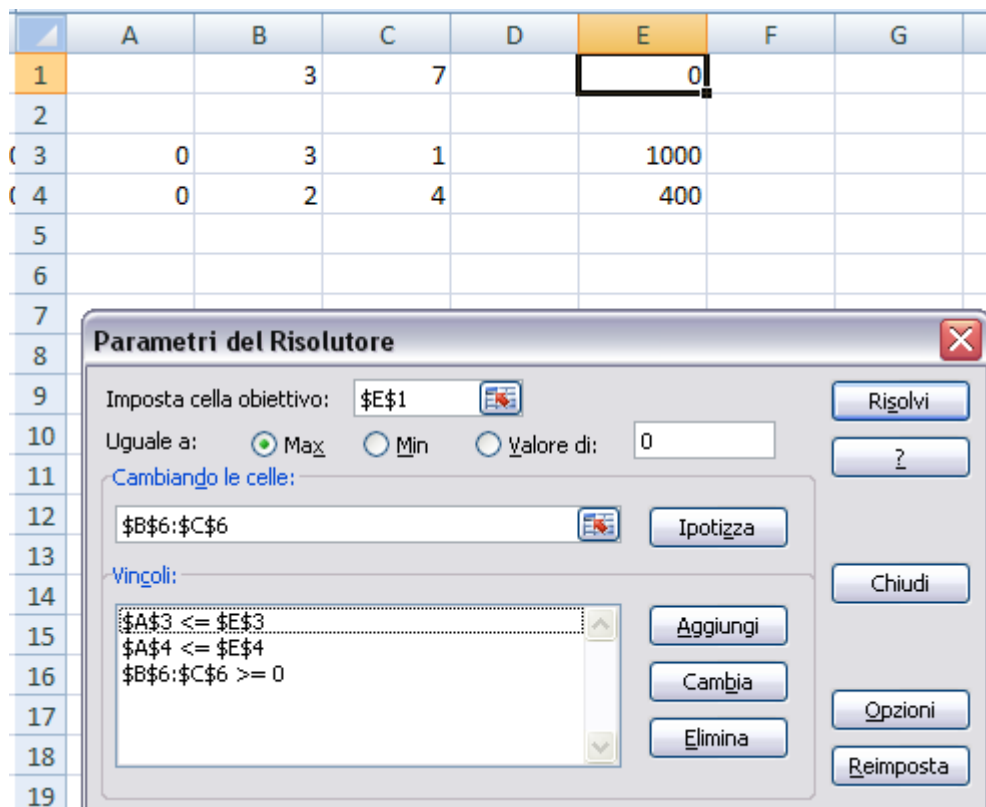 A B C D E F G
1 3 7 0
2
3 0 3 1 1000
4 0 2 4 400
5
6
7
8
9
10
11
12
13
14
15
16
17
18
19
Parametri del Risolutore
Imposta cella obiettivo: $E$1
Risolvi
Uguale a: Max Min Valore di: 0
?
Cambiando le celle:
$B$6:$C$6
Ipotizza
Vincoli:
Chiudi
$A$3 <= $E$3
$A$4 <= $E$4
$B$6:$C$6 >= 0
Aggiungi
Cambia
Elimina
Opzioni
Reimposta